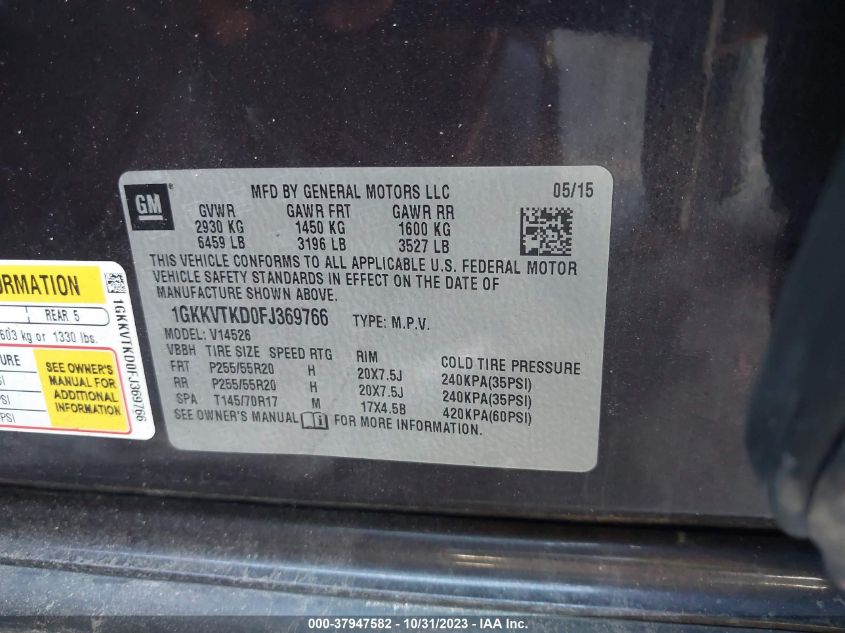 GM
MFD BY GENERAL MOTORS LLC 05/15
GVWR GAWR FRT GAWR RR
2930 KG 1450 KG 1600 KG
6459 LB 3196 LB 3527 LB
THIS VEHICLE CONFORMS TO ALL APPLICABLE U.S. FEDERAL MOTOR
VEHICLE SAFETY STANDARDS IN EFFECT ON THE DATE OF
MANUFACTURE SHOWN ABOVE.
1GKKVTKD0FJ369766 TYPE: M.P.V.
MODEL: V14526
VBBH TIRE SIZE SPEED RTG RIM COLD TIRE PRESSURE
FRT P255/55R20 H 20X7.5J 240KPA(35PSI)
RR P255/55R20 H 20X7.5J 240KPA(35PSI)
SPA T145/70R17 M 17X4.5B 420KPA(60PSI)
SEE OWNER'S MANUAL FOR MORE INFORMATION.
ORMATION
REAR 5
603 kg or 1330 lbs.
URE
SI
PSI
PSI
SEE OWNER'S
MANUAL FOR
ADDITIONAL
INFORMATION
1GKKVTKD0FJ369766
000-37947582 - 10/31/2023 - IAA Inc.